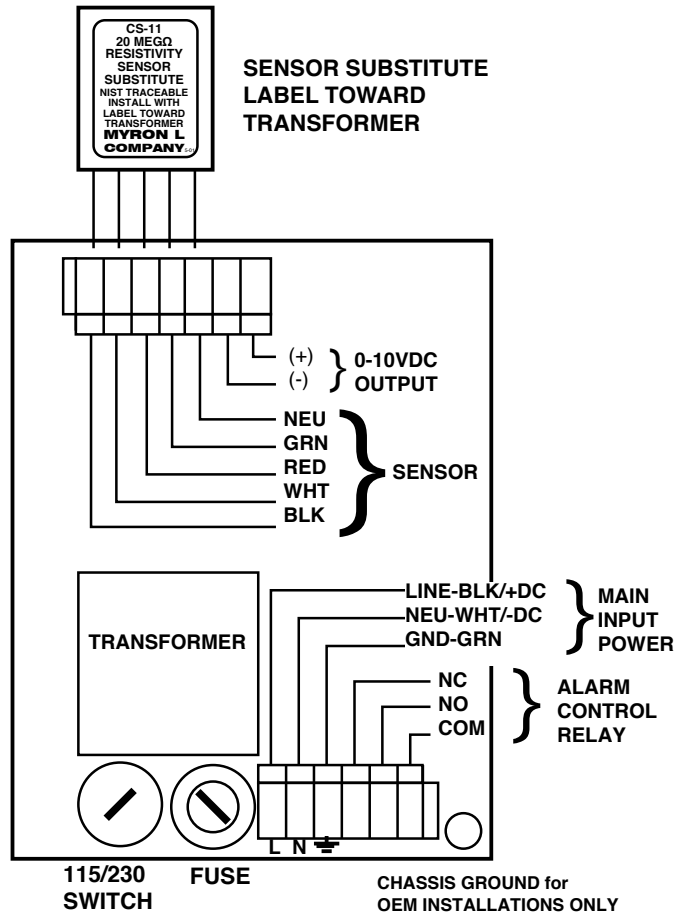 CS-11
20 MEGΩ
RESISTIVITY
SENSOR
SUBSTITUTE
NIST TRACEABLE
INSTALL WITH
LABEL TOWARD
TRANSFORMER
MYRON L
COMPANY
SENSOR SUBSTITUTE
LABEL TOWARD
TRANSFORMER
(+)
(-)
0-10VDC
OUTPUT
NEU
GRN
RED
WHT
BLK
SENSOR
TRANSFORMER
LINE-BLK/+DC
NEU-WHT/-DC
GND-GRN
MAIN
INPUT
POWER
NC
NO
COM
ALARM
CONTROL
RELAY
L N
115/230
SWITCH
FUSE
CHASSIS GROUND for
OEM INSTALLATIONS ONLY